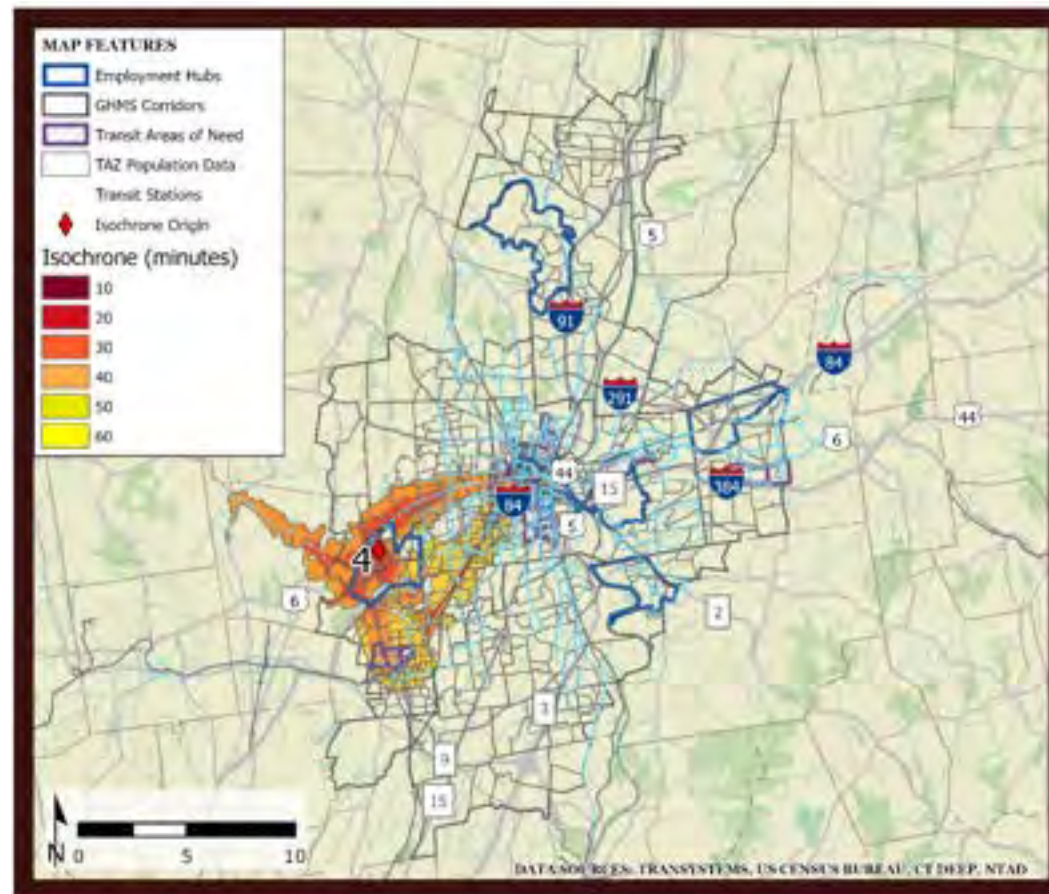 MAP FEATURES
Employment Hubs
GHMS Corridors
Transit Areas of Need
TAZ Population Data
Transit Stations
Isochrone Origin
Isochrone (minutes)
10
20
30
40
50
60
5
91
84
291
44
6
44
384
15
84
5
4
6
2
3
9
15
N
0 5 10
DATA SOURCES: TRANSYSTEMS, US CENSUS BUREAU, CT DEEP, NTAD